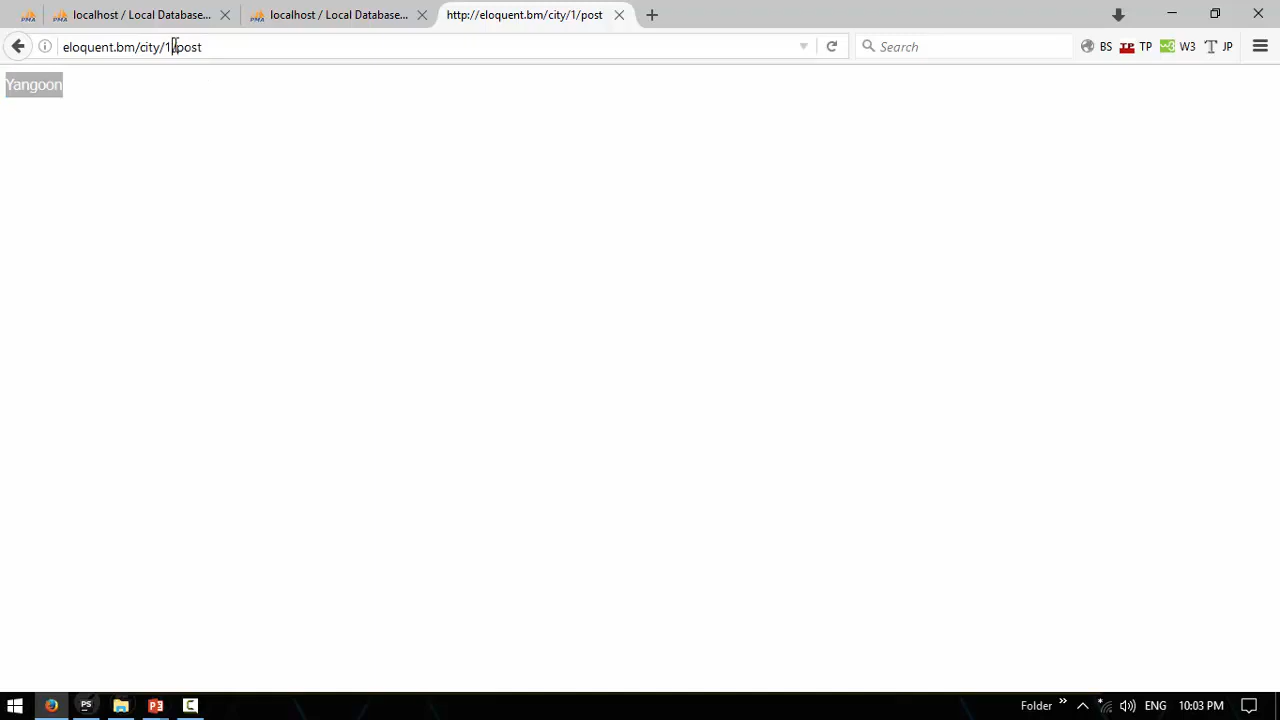 localhost / Local Database... localhost / Local Database... http://eloquent.bm/city/1/post
eloquent.bm/city/1/post Search BS TP W3 JP
Yangoon
Folder ENG 10:03 PM